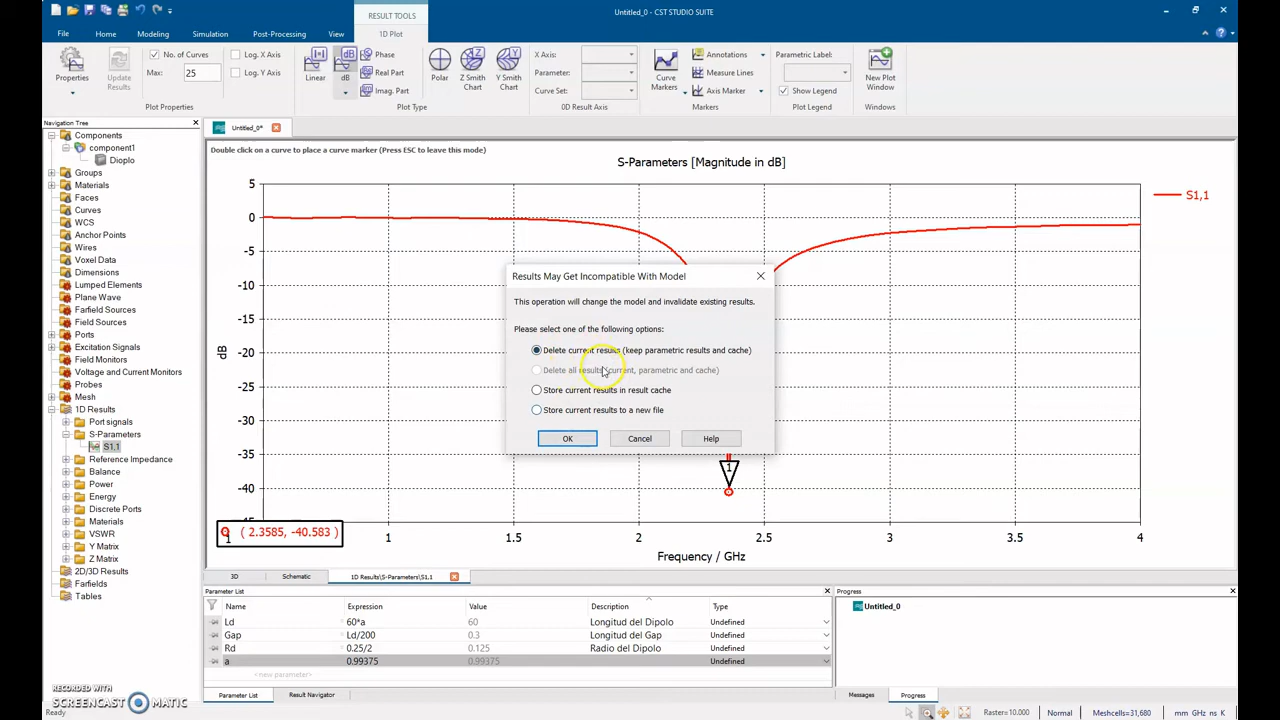 RESULT TOOLS
Untitled_0 - CST STUDIO SUITE
File Home Modeling Simulation Post-Processing View 1D Plot
Properties
Update Results
No. of Curves
Max: 25
Log. X Axis
Log. Y Axis
Plot Properties
Linear
dB
Phase
Real Part
Imag. Part
Polar
Z Smith Chart
Y Smith Chart
Plot Type
X Axis:
Parameter:
Curve Set:
0D Result Axis
Curve Markers
Annotations
Measure Lines
Axis Marker
Markers
Parametric Label:
Show Legend
Plot Legend
New Plot Window
Windows
Navigation Tree
Components
component1
Dioplo
Groups
Materials
Faces
Curves
WCS
Anchor Points
Wires
Voxel Data
Dimensions
Lumped Elements
Plane Wave
Farfield Sources
Field Sources
Ports
Excitation Signals
Field Monitors
Voltage and Current Monitors
Probes
Mesh
1D Results
Port signals
S-Parameters
S1,1
Reference Impedance
Balance
Power
Energy
Discrete Ports
Materials
VSWR
Y Matrix
Z Matrix
2D/3D Results
Farfields
Tables
Untitled_0*
Double click on a curve to place a curve marker (Press ESC to leave this mode)
S-Parameters [Magnitude in dB]
S1,1
5
0
-5
-10
-15
-20
-25
-30
-35
-40
dB
1 1.5 2 2.5 3 3.5 4
Frequency / GHz
1
1 ( 2.3585, -40.583 )
Results May Get Incompatible With Model
This operation will change the model and invalidate existing results.
Please select one of the following options:
Delete current results (keep parametric results and cache)
Delete all results (current, parametric and cache)
Store current results in result cache
Store current results to a new file
OK Cancel Help
3D Schematic 1D Results\S-Parameters\S1,1
Parameter List
Name Expression Value Description Type
Ld 60*a 60 Longitud del Dipolo Undefined
Gap Ld/200 0.3 Longitud del Gap Undefined
Rd 0.25/2 0.125 Radio del Dipolo Undefined
a 0.99375 0.99375 Undefined
<new parameter>
Parameter List Result Navigator
Progress
Untitled_0
Messages Progress
RECORDED WITH
SCREENCAST MATIC
Ready
Raster=10.000 Normal Meshcells=31,680 mm GHz ns K